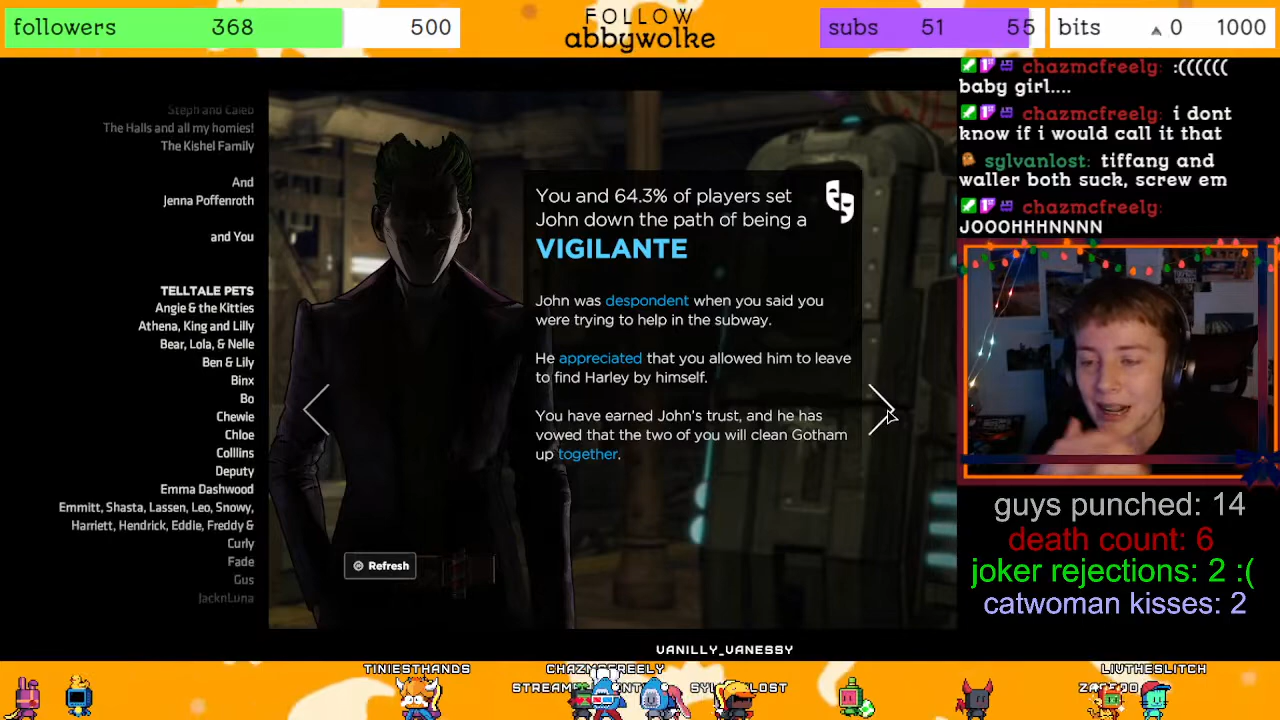 followers 368 500
FOLLOW
abbywolke
subs 51 55
bits 0 1000
Steph and Caleb
The Halls and all my homies!
The Kishel Family
And
Jenna Poffenroth
and You
TELLTALE PETS
Angie & the Kitties
Athena, King and Lilly
Bear, Lola, & Nelle
Ben & Lily
Binx
Bo
Chewie
Chloe
Colllins
Deputy
Emma Dashwood
Emmitt, Shasta, Lassen, Leo, Snowy,
Harriett, Hendrick, Eddie, Freddy &
Curly
Fade
Gus
JacknLuna
You and 64.3% of players set
John down the path of being a
VIGILANTE
John was despondent when you said you
were trying to help in the subway.
He appreciated that you allowed him to leave
to find Harley by himself.
You have earned John's trust, and he has
vowed that the two of you will clean Gotham
up together.
Refresh
chazmcfreely: :((((((
baby girl....
chazmcfreely: i dont
know if i would call it that
sylvanlost: tiffang and
waller both suck, screw em
chazmcfreely:
JOOOHHHNNNN
guys punched: 14
death count: 6
joker rejections: 2 :(
catwoman kisses: 2
VANILLY_VANESSY
TINIESTHANDS
CHAZMCFREELY
LIVTHESLITCH